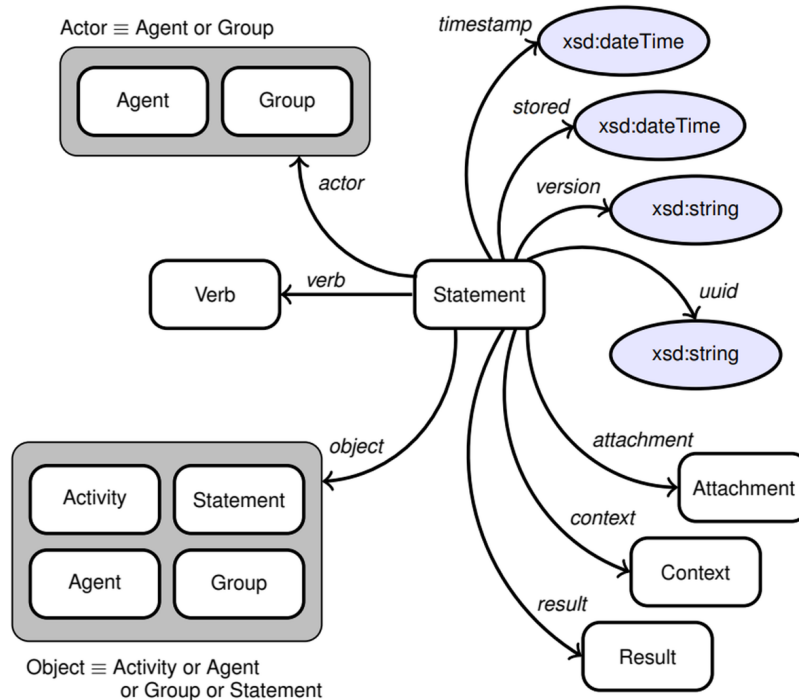 timestamp
xsd:dateTime
Actor ≡ Agent or Group
Agent
Group
stored
xsd:dateTime
actor
version
xsd:string
Verb
verb
Statement
uuid
xsd:string
object
attachment
Activity
Statement
Attachment
context
Agent
Group
Context
result
Result
Object ≡ Activity or Agent
or Group or Statement